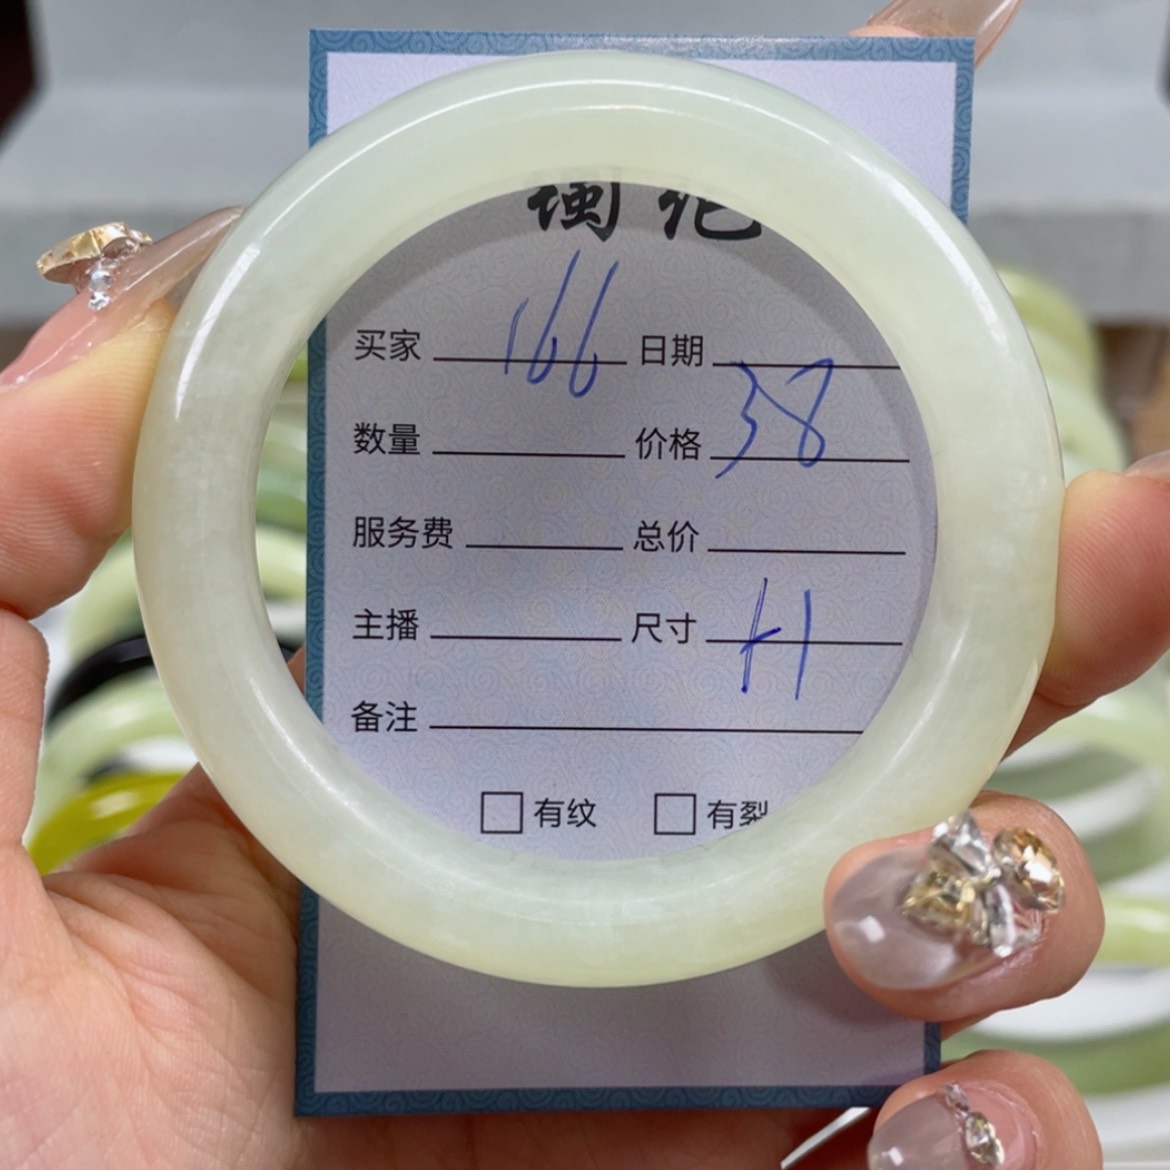 闽
166
买家 日期
38
数量 价格
服务费 总价
主播 尺寸
备注
有纹 有裂